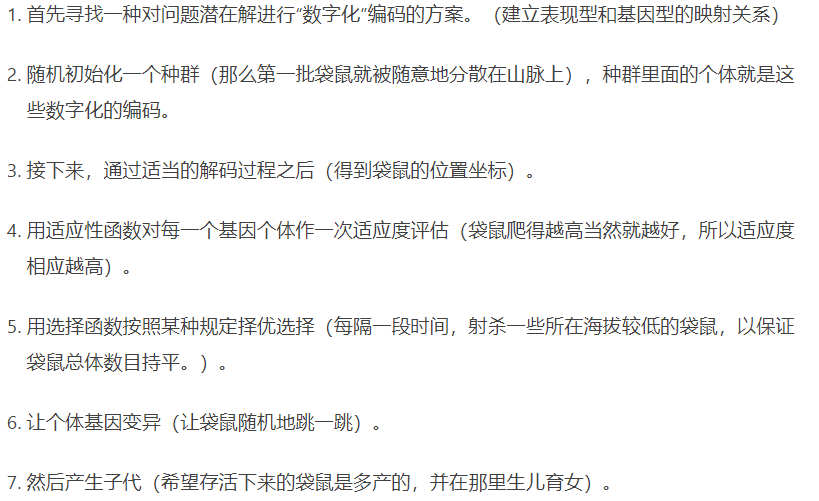 1. 首先寻找一种对问题潜在解进行“数字化”编码的方案。（建立表现型和基因型的映射关系）
2. 随机初始化一个种群（那么第一批袋鼠就被随意地分散在山脉上），种群里面的个体就是这
些数字化的编码。
3. 接下来，通过适当的解码过程之后（得到袋鼠的位置坐标）。
4. 用适应性函数对每一个基因个体作一次适应度评估（袋鼠爬得越高当然就越好，所以适应度
相应越高）。
5. 用选择函数按照某种规定择优选择（每隔一段时间，射杀一些所在海拔较低的袋鼠，以保证
袋鼠总体数目持平。）。
6. 让个体基因变异（让袋鼠随机地跳一跳）。
7. 然后产生子代（希望存活下来的袋鼠是多产的，并在那里生儿育女）。